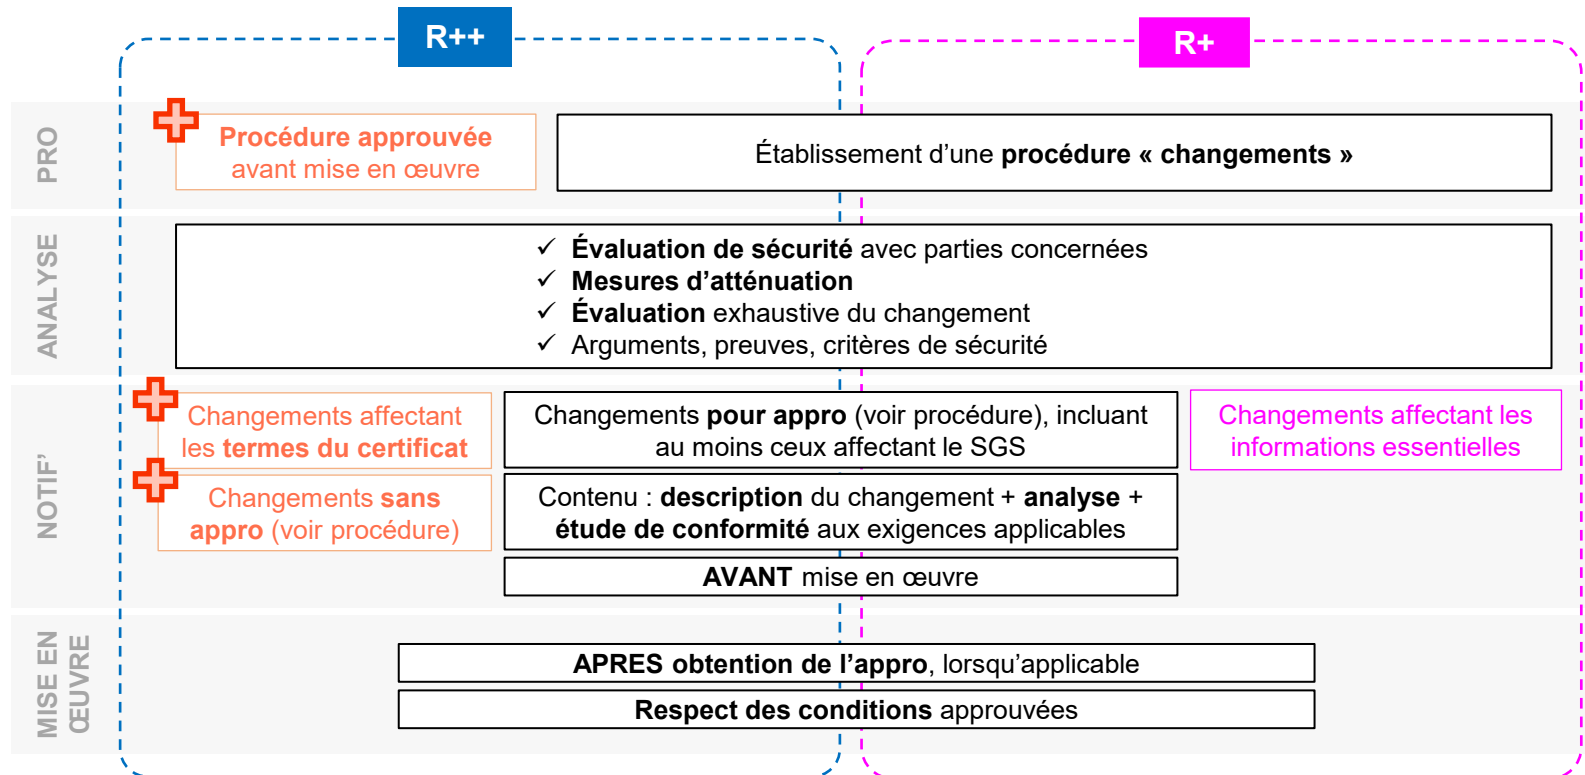 R++
R+
PRO
Procédure approuvée
avant mise en œuvre
Établissement d’une procédure « changements »
ANALYSE
✓ Évaluation de sécurité avec parties concernées
✓ Mesures d’atténuation
✓ Évaluation exhaustive du changement
✓ Arguments, preuves, critères de sécurité
NOTIF’
Changements affectant
les termes du certificat
Changements pour appro (voir procédure), incluant
au moins ceux affectant le SGS
Changements affectant les
informations essentielles
Changements sans
appro (voir procédure)
Contenu : description du changement + analyse +
étude de conformité aux exigences applicables
AVANT mise en œuvre
MISE EN
ŒUVRE
APRES obtention de l’appro, lorsqu’applicable
Respect des conditions approuvées